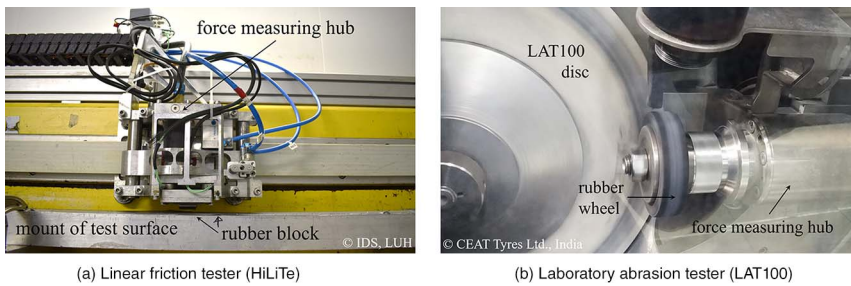 force measuring hub
mount of test surface
rubber block
© IDS, LUH
(a) Linear friction tester (HiLiTe)
LAT100
disc
rubber
wheel
force measuring hub
© CEAT Tyres Ltd., India
(b) Laboratory abrasion tester (LAT100)